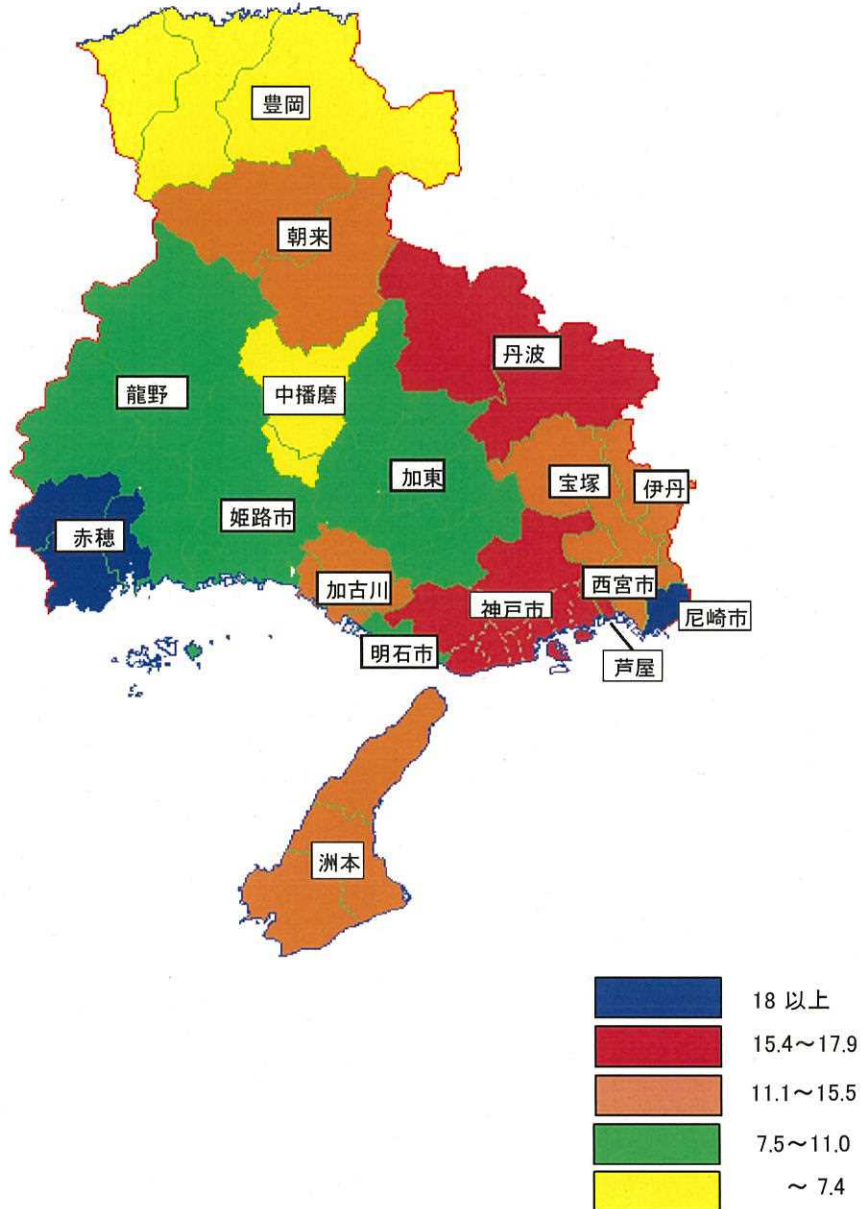 豊岡
朝来
丹波
龍野
中播磨
加東
宝塚
伊丹
姫路市
赤穂
加古川
神戸市
西宮市
尼崎市
明石市
芦屋
洲本
18 以上
15.4～17.9
11.1～15.5
7.5～11.0
～ 7.4